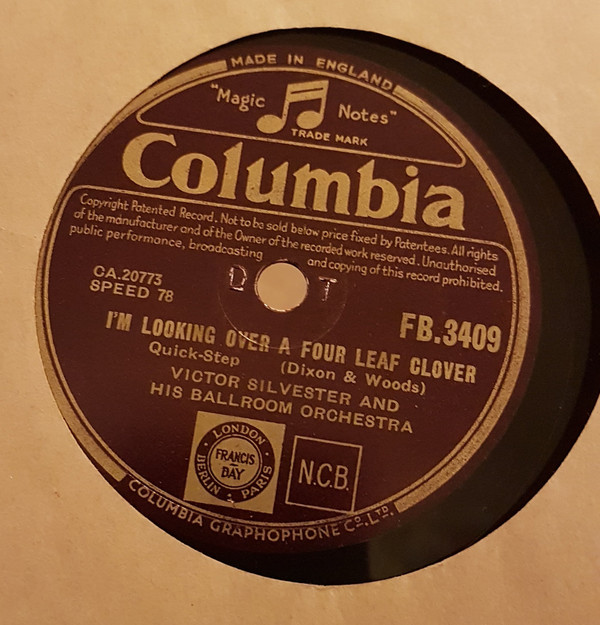 MADE IN ENGLAND
"Magic Notes"
TRADE MARK
Columbia
Copyright Patented Record. Not to be sold below price fixed by Patentees. All rights
of the manufacturer and of the Owner of the recorded work reserved. Unauthorised
public performance, broadcasting and copying of this record prohibited.
D T
CA.20773
SPEED 78
FB.3409
I'M LOOKING OVER A FOUR LEAF CLOVER
Quick-Step (Dixon & Woods)
VICTOR SILVESTER AND
HIS BALLROOM ORCHESTRA
LONDON
FRANCIS
DAY
BERLIN PARIS
N.C.B.
COLUMBIA GRAPHOPHONE CO. LTD.